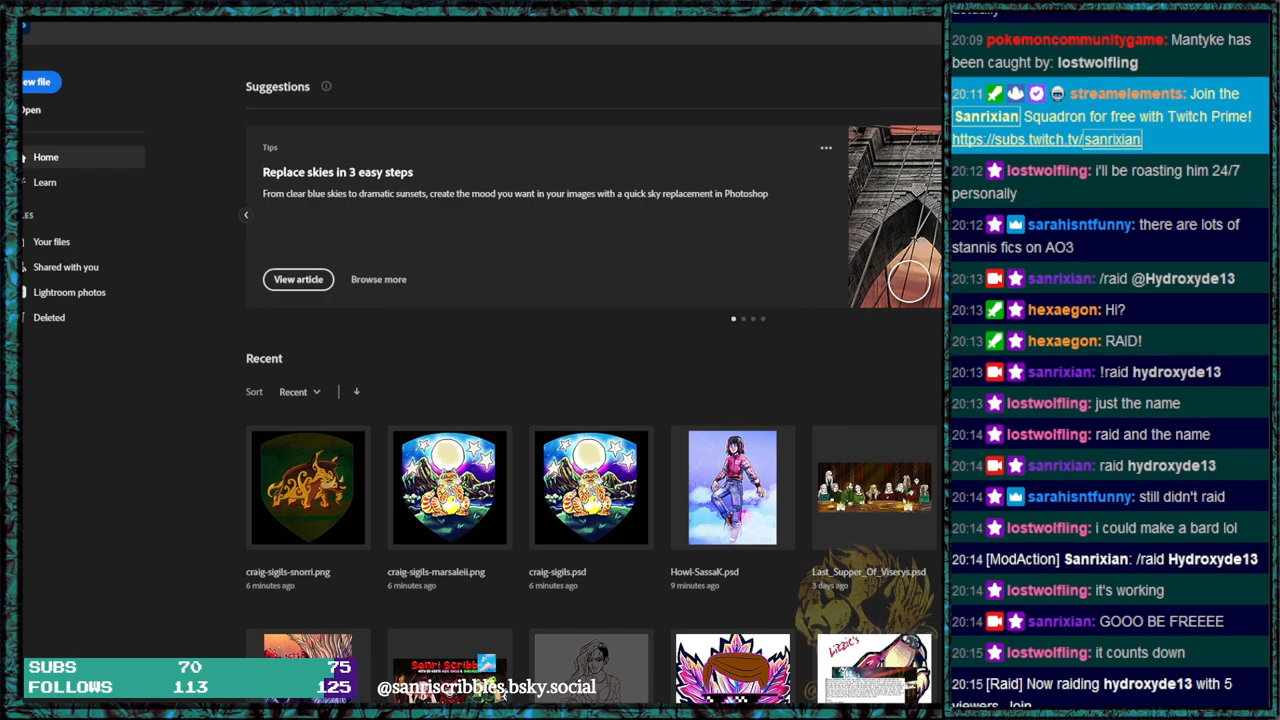 ew file
Open
Home
Learn
LES
Your files
Shared with you
Lightroom photos
Deleted
Suggestions
Tips
Replace skies in 3 easy steps
From clear blue skies to dramatic sunsets, create the mood you want in your images with a quick sky replacement in Photoshop
View article
Browse more
Recent
Sort Recent
craig-sigils-snorri.png
6 minutes ago
craig-sigils-marsaleii.png
6 minutes ago
craig-sigils.psd
6 minutes ago
Howl-SassaK.psd
9 minutes ago
Last_Supper_Of_Viserys.psd
3 days ago
Lizzie's
SUBS 70 75
FOLLOWS 113 125
@sanriscribbles.bsky.social
20:09 pokemoncommunitygame: Mantyke has
been caught by: lostwolfling
20:11 streamelements: Join the
Sanrixian Squadron for free with Twitch Prime!
https://subs.twitch.tv/sanrixian
20:12 lostwolfling: i'll be roasting him 24/7
personally
20:12 sarahisntfunny: there are lots of
stannis fics on AO3
20:13 sanrixian: /raid @Hydroxyde13
20:13 hexaegon: Hi?
20:13 hexaegon: RAID!
20:13 sanrixian: !raid hydroxyde13
20:14 lostwolfling: just the name
20:14 lostwolfling: raid and the name
20:14 sanrixian: raid hydroxyde13
20:14 sarahisntfunny: still didn't raid
20:14 lostwolfling: i could make a bard lol
20:14 [ModAction] Sanrixian: /raid Hydroxyde13
20:14 lostwolfling: it's working
20:14 sanrixian: GOOO BE FREEEE
20:15 lostwolfling: it counts down
20:15 [Raid] Now raiding hydroxyde13 with 5
viewers. Join